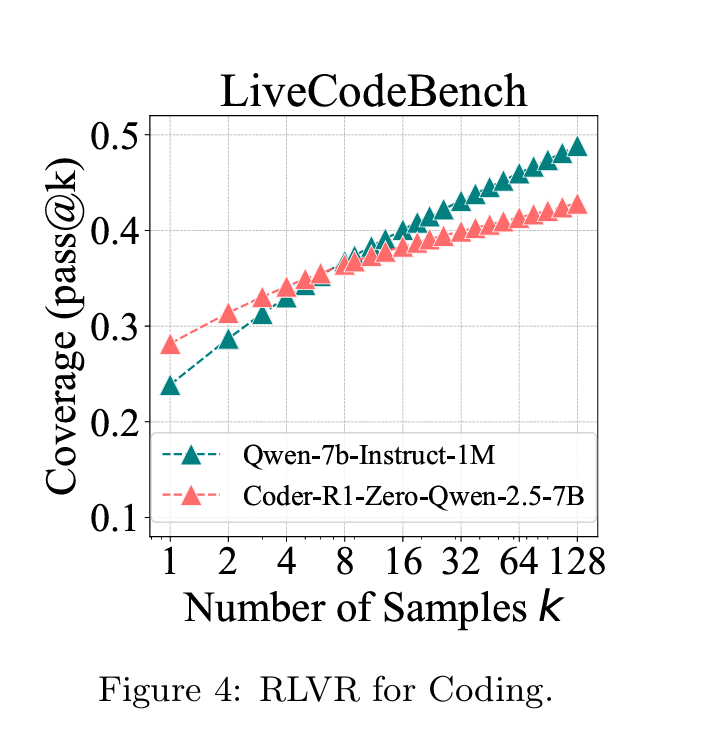 LiveCodeBench
Coverage (pass@k)
0.5
0.4
0.3
0.2
0.1
Qwen-7b-Instruct-1M
Coder-R1-Zero-Qwen-2.5-7B
1 2 4 8 16 32 64 128
Number of Samples k
Figure 4: RLVR for Coding.